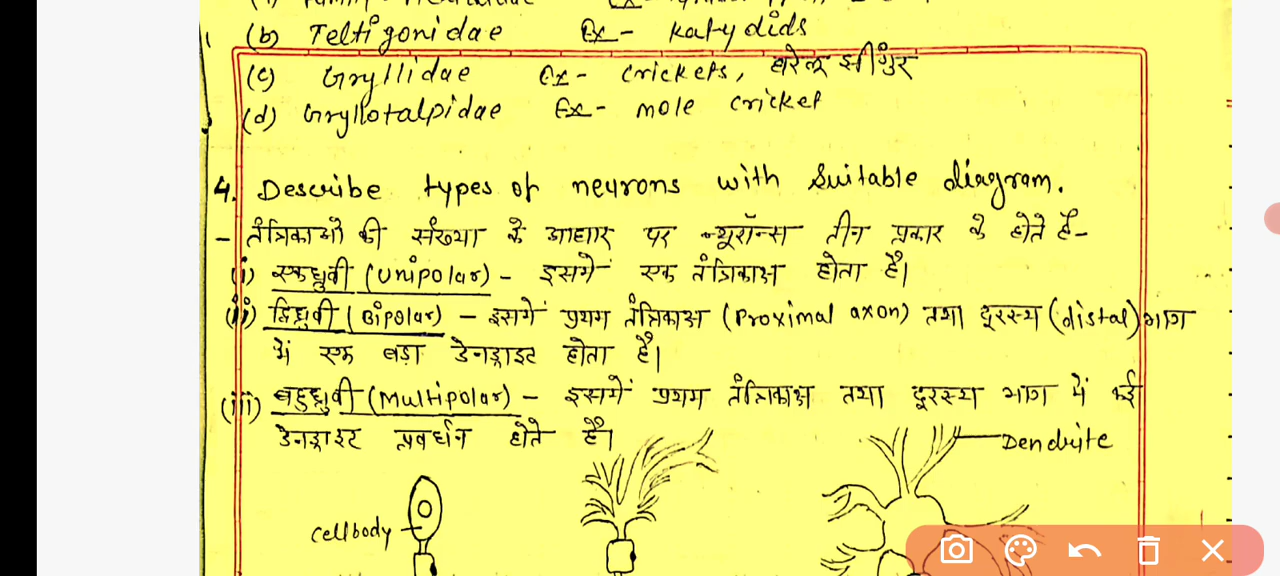 (b) Teltigonidae Ex- Katydids
(c) Gryllidae Ex- crickets, घरेलू झींगुर
(d) Gryllotalpidae Ex- mole cricket
4. Describe types of neurons with suitable diagram.
- तंत्रिकाओ की संख्या के आधार पर न्यूरॉन्स तीन प्रकार के होते है-
(i) एकध्रुवी (Unipolar) - इसमें एक तंत्रिकाक्ष होता है।
(ii) द्विध्रुवी (Bipolar) - इसमें प्रथम तंत्रिकाक्ष (Proximal axon) तथा दूरस्थ (distal) भाग
में एक बड़ा डेनड्राइट होता है।
(iii) बहुध्रुवी (Multipolar) - इसमें प्रथम तंत्रिकाक्ष तथा दूरस्थ भाग में कई
डेनड्राइट प्रवर्धन होते है।
Dendrite
cellbody